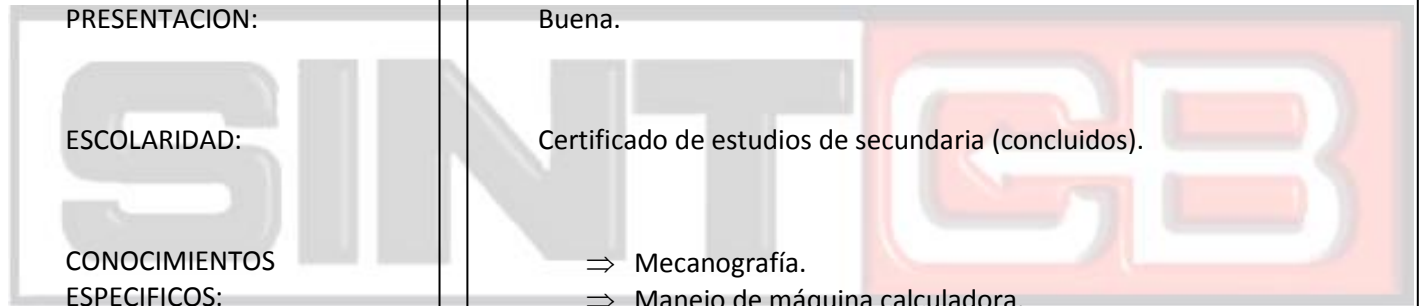 PRESENTACION: Buena.
SINTCB
ESCOLARIDAD: Certificado de estudios de secundaria (concluidos).
CONOCIMIENTOS ⇒ Mecanografía.
ESPECIFICOS: ⇒ Manejo de máquina calculadora